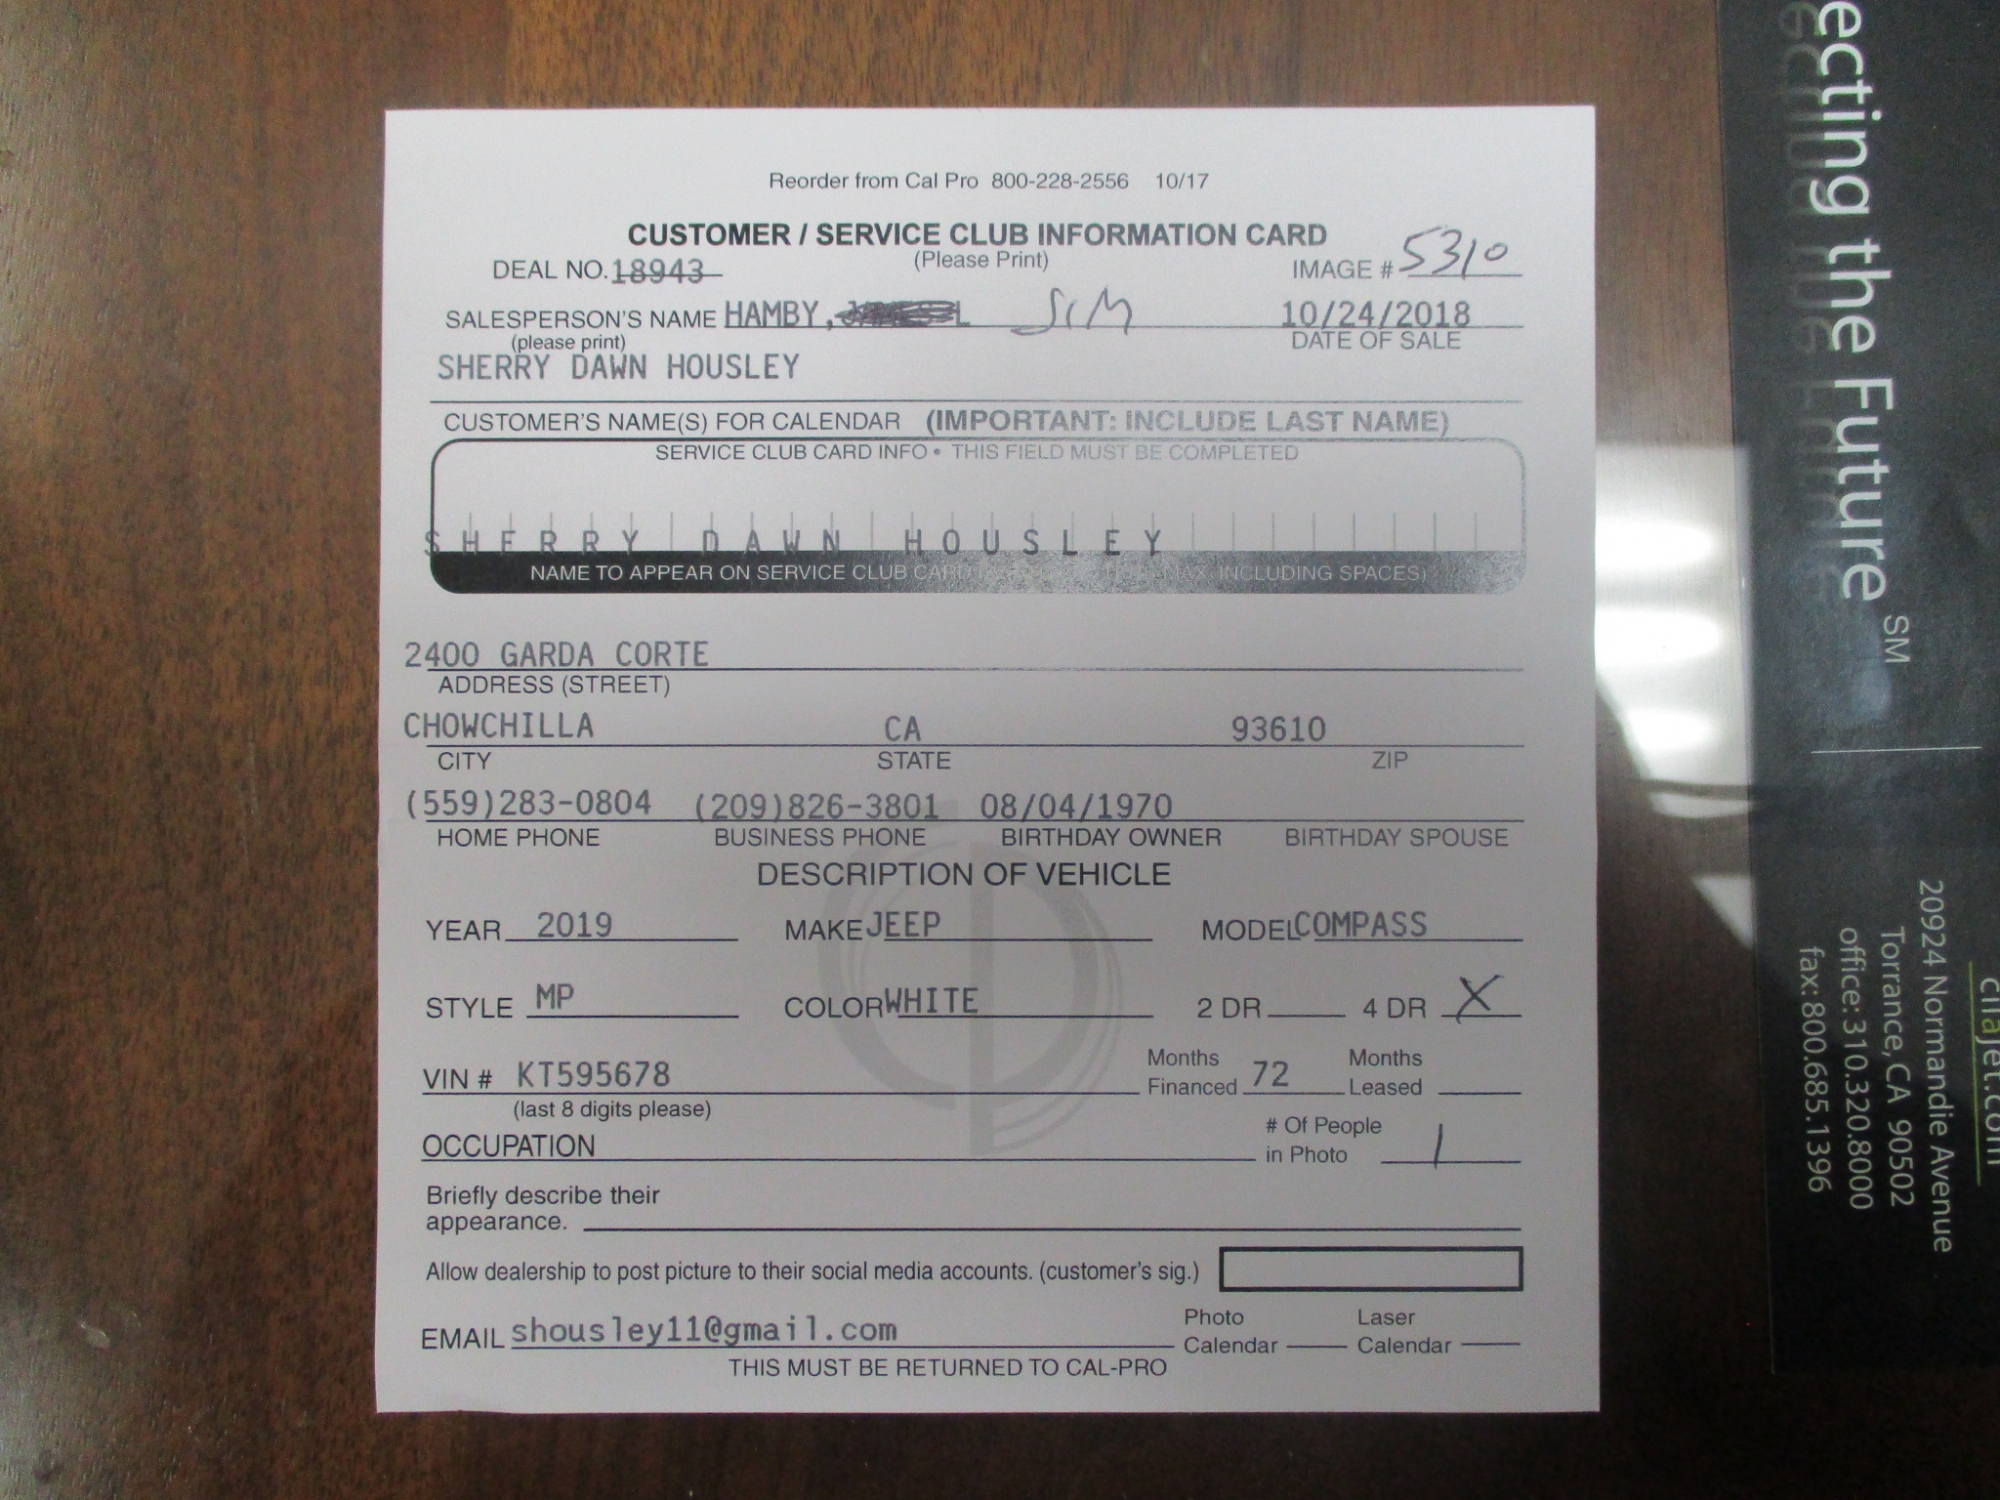 Reorder from Cal Pro 800-228-2556 10/17
CUSTOMER / SERVICE CLUB INFORMATION CARD
(Please Print)
DEAL NO. 18943
IMAGE # 5310
SALESPERSON'S NAME HAMBY, L JIM 10/24/2018
(please print) DATE OF SALE
SHERRY DAWN HOUSLEY
CUSTOMER'S NAME(S) FOR CALENDAR (IMPORTANT: INCLUDE LAST NAME)
SERVICE CLUB CARD INFO • THIS FIELD MUST BE COMPLETED
SHERRY DAWN HOUSLEY
NAME TO APPEAR ON SERVICE CLUB CARD MAX. INCLUDING SPACES)
2400 GARDA CORTE
ADDRESS (STREET)
CHOWCHILLA CA 93610
CITY STATE ZIP
(559)283-0804 (209)826-3801 08/04/1970
HOME PHONE BUSINESS PHONE BIRTHDAY OWNER BIRTHDAY SPOUSE
DESCRIPTION OF VEHICLE
YEAR 2019 MAKE JEEP MODEL COMPASS
STYLE MP COLOR WHITE 2 DR 4 DR X
VIN # KT595678 Months Financed 72 Months Leased
(last 8 digits please)
OCCUPATION # Of People in Photo 1
Briefly describe their
appearance.
Allow dealership to post picture to their social media accounts. (customer's sig.)
EMAIL shousley11@gmail.com Photo Calendar Laser Calendar
THIS MUST BE RETURNED TO CAL-PRO
ecting the Future SM
cilajet.com
20924 Normandie Avenue
Torrance, CA 90502
office: 310.320.8000
fax: 800.685.1396